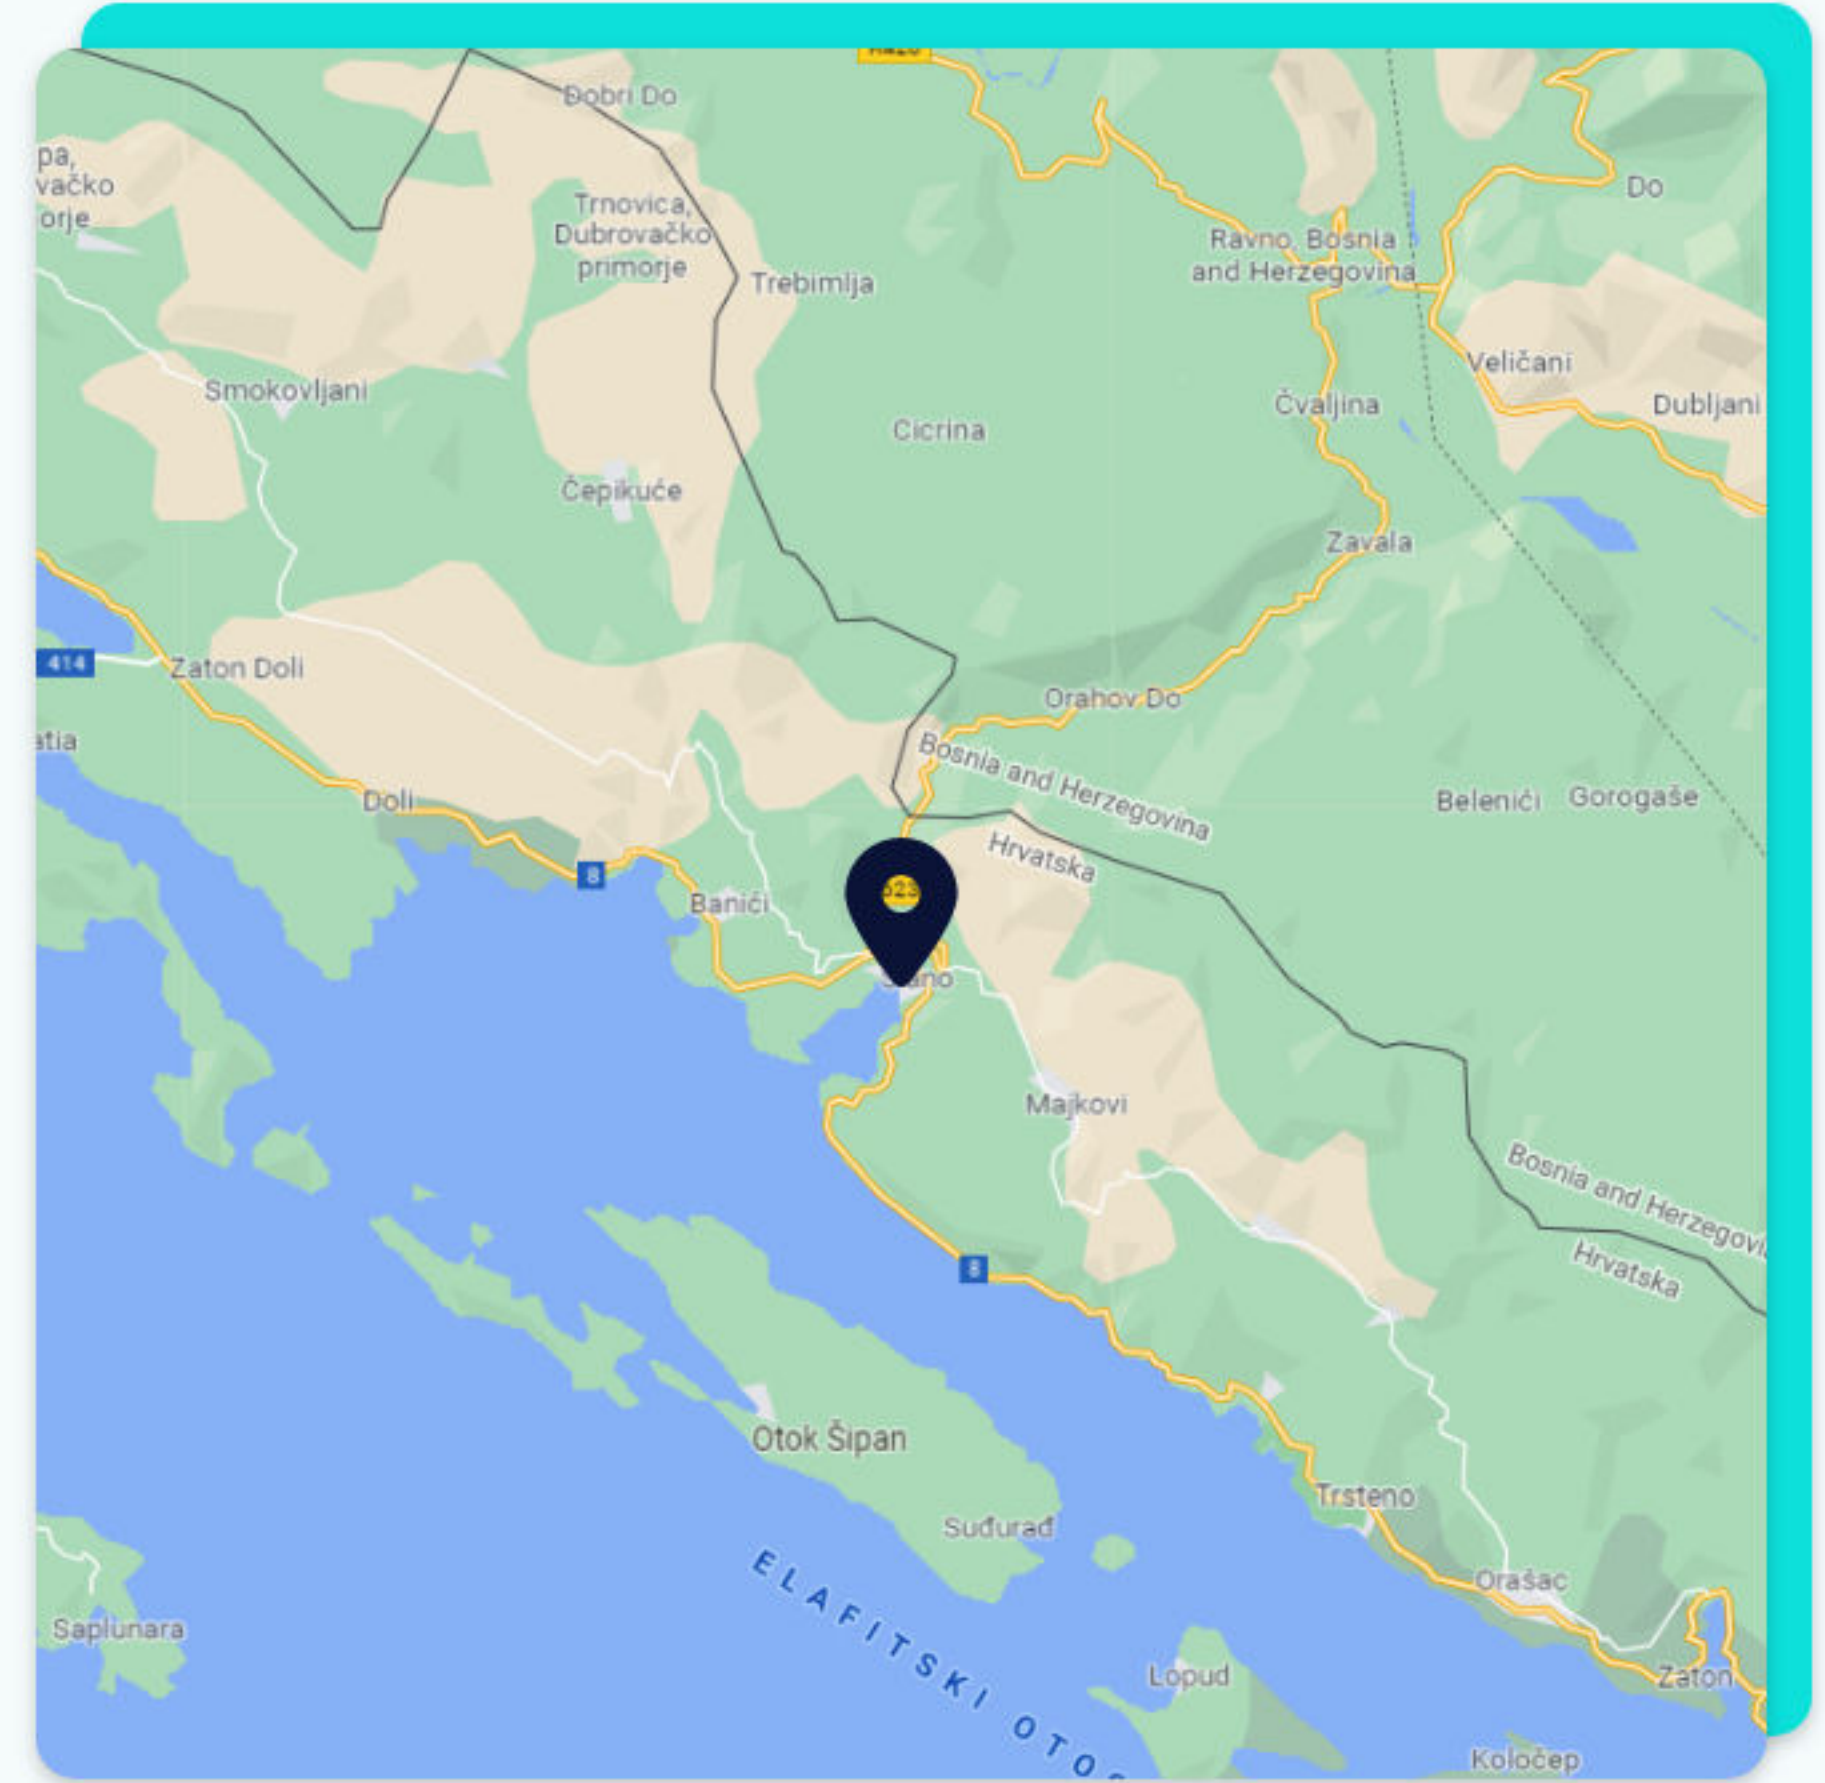 Dobri Do
pa,
vačko
orje
Do
Trnovica,
Dubrovačko
primorje
Ravno, Bosnia
and Herzegovina
Trebimlja
Veličani
Smokovljani
Čvaljina
Dubljani
Cicrina
Čepikuće
Zavala
414
Zaton Doli
Orahov Do
atia
Bosnia and Herzegovina
Hrvatska
Doli
Belenići
Gorogaše
8
Banići
Majkovi
Bosnia and Herzegovi
Hrvatska
8
Otok Šipan
Trsteno
Suđurađ
ELAFITSKI OTO
Orašac
Saplunara
Lopud
Zaton
Koločep